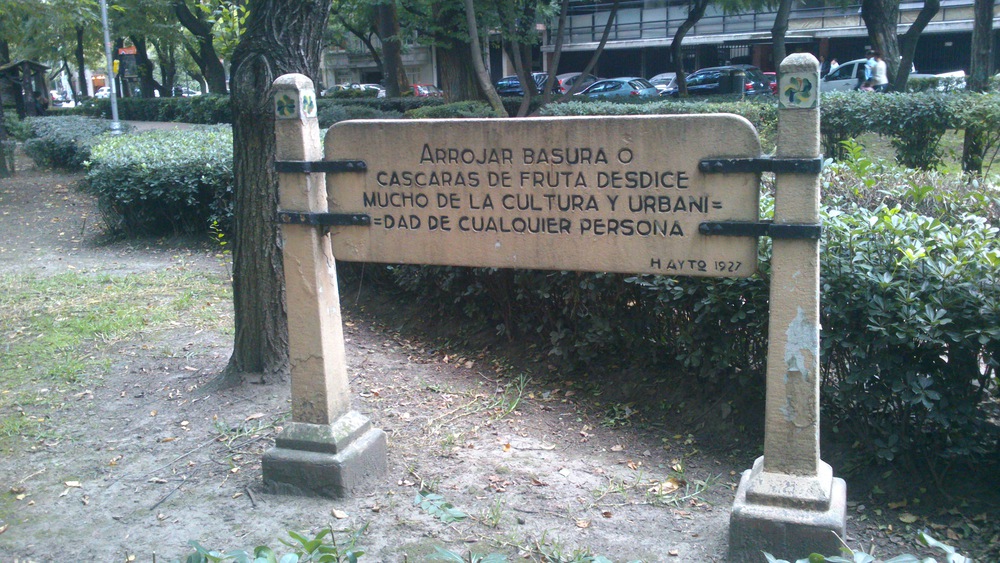 ARROJAR BASURA O
CASCARAS DE FRUTA DESDICE
MUCHO DE LA CULTURA Y URBANI=
=DAD DE CUALQUIER PERSONA
H AYTO 1927